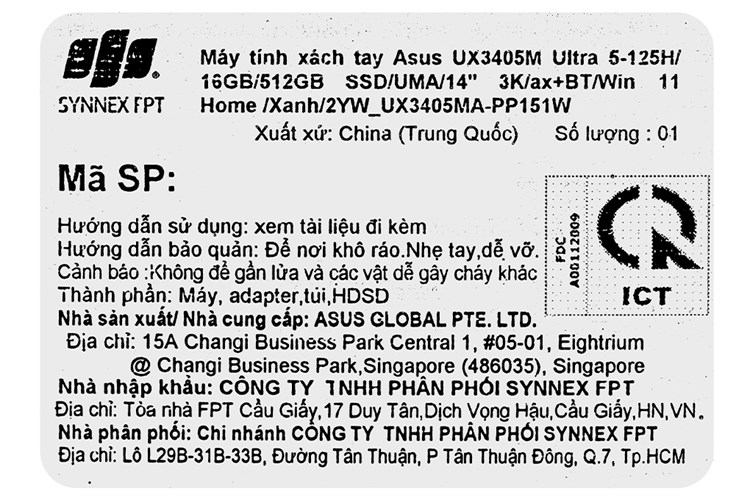 SYNNEX FPT
Máy tính xách tay Asus UX3405M Ultra 5-125H/
16GB/512GB SSD/UMA/14" 3K/ax+BT/Win 11
Home /Xanh/2YW_UX3405MA-PP151W
Xuất xứ: China (Trung Quốc) Số lượng : 01
Mã SP:
Hướng dẫn sử dụng: xem tài liệu đi kèm
Hướng dẫn bảo quản: Để nơi khô ráo.Nhẹ tay,dễ vỡ.
Cảnh báo :Không để gần lửa và các vật dễ gây cháy khác
Thành phần: Máy, adapter,túi,HDSD
FDC
A00112009
ICT
Nhà sản xuất/ Nhà cung cấp: ASUS GLOBAL PTE. LTD.
Địa chỉ: 15A Changi Business Park Central 1, #05-01, Eightrium
@ Changi Business Park,Singapore (486035), Singapore
Nhà nhập khẩu: CÔNG TY TNHH PHÂN PHỐI SYNNEX FPT
Địa chỉ: Tòa nhà FPT Cầu Giấy,17 Duy Tân,Dịch Vọng Hậu,Cầu Giấy,HN,VN.
Nhà phân phối: Chi nhánh CÔNG TY TNHH PHÂN PHỐI SYNNEX FPT
Địa chỉ: Lô L29B-31B-33B, Đường Tân Thuận, P Tân Thuận Đông, Q.7, Tp.HCM